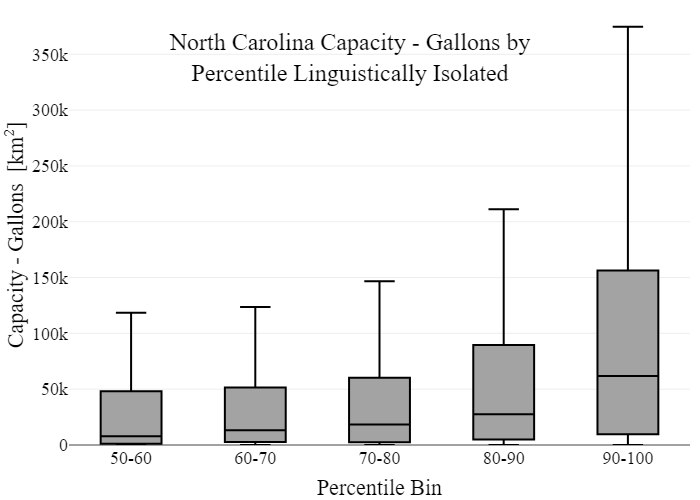 North Carolina Capacity - Gallons by
Percentile Linguistically Isolated
Capacity - Gallons [km²]
350k
300k
250k
200k
150k
100k
50k
0
50-60
60-70
70-80
80-90
90-100
Percentile Bin